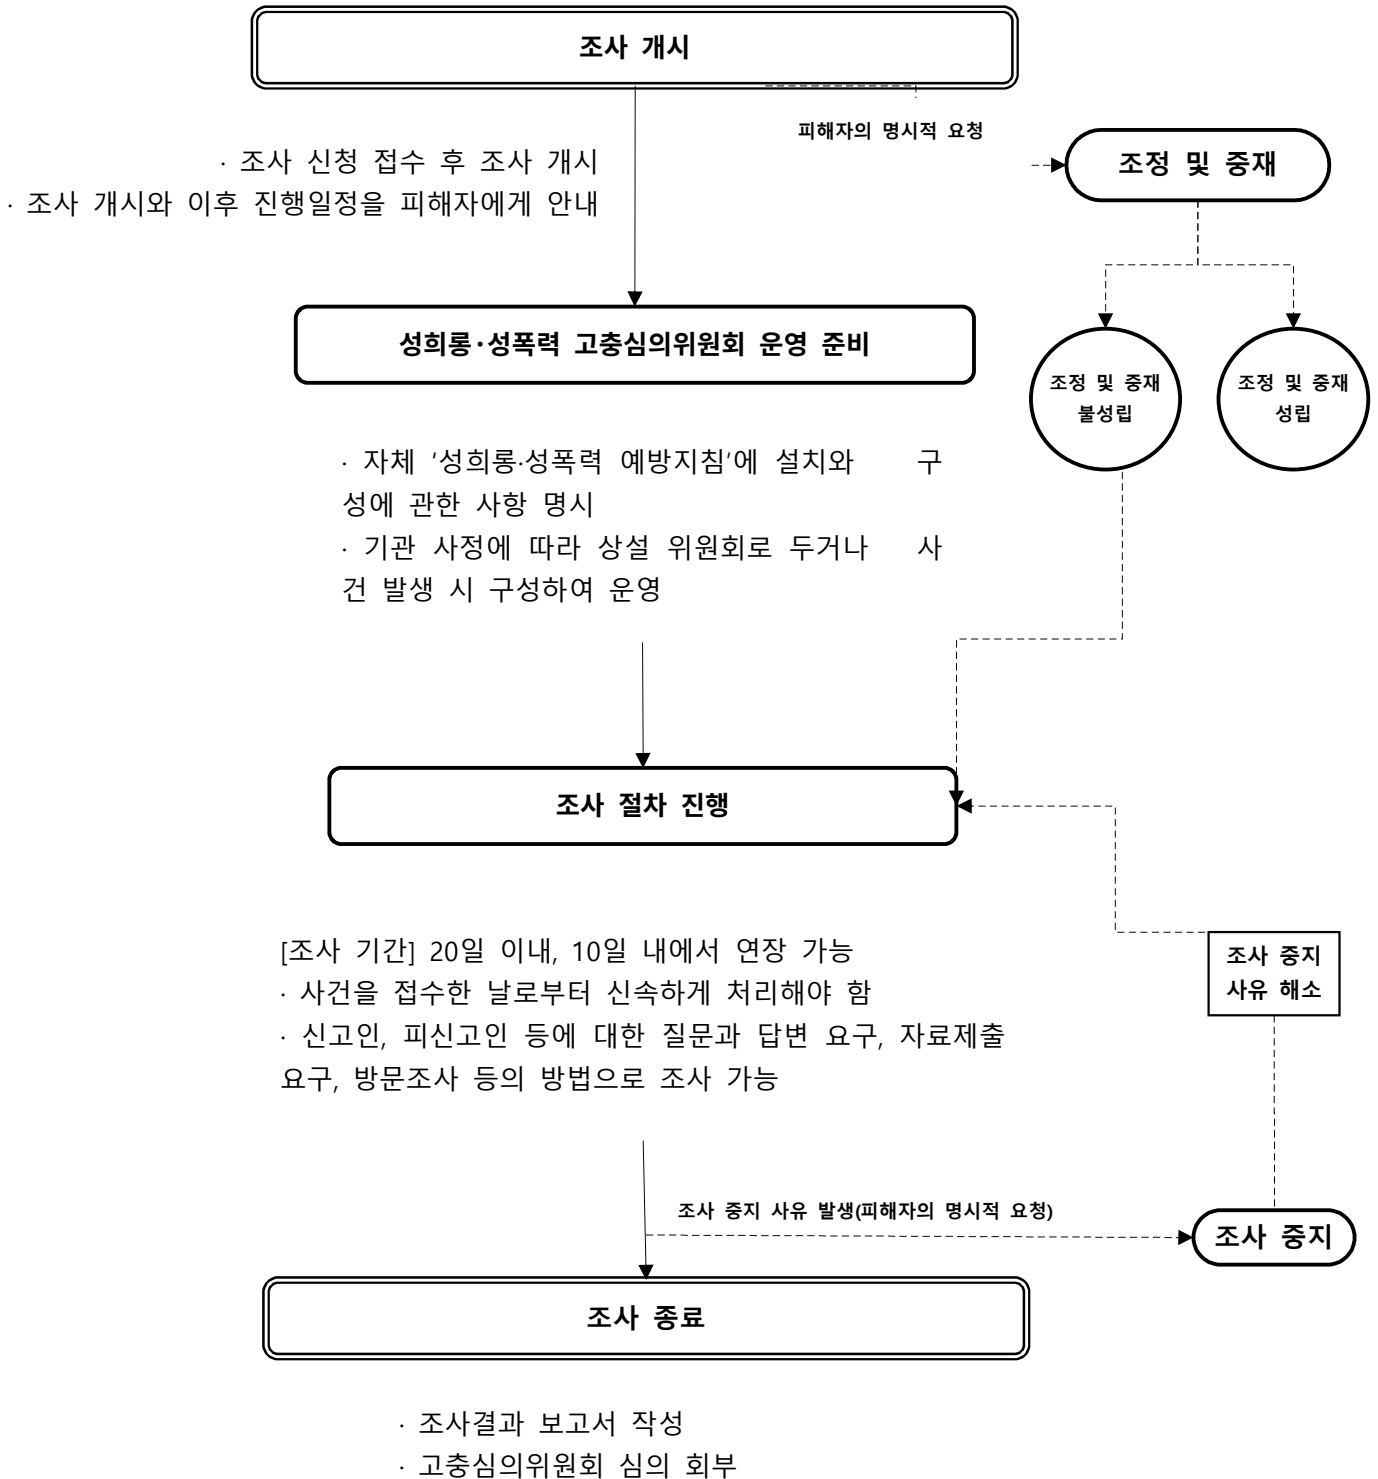 조사 개시
피해자의 명시적 요청
조정 및 중재
· 조사 신청 접수 후 조사 개시
· 조사 개시와 이후 진행일정을 피해자에게 안내
성희롱·성폭력 고충심의위원회 운영 준비
조정 및 중재
불성립
조정 및 중재
성립
· 자체 '성희롱·성폭력 예방지침'에 설치와 구
성에 관한 사항 명시
· 기관 사정에 따라 상설 위원회로 두거나 사
건 발생 시 구성하여 운영
조사 절차 진행
[조사 기간] 20일 이내, 10일 내에서 연장 가능
· 사건을 접수한 날로부터 신속하게 처리해야 함
· 신고인, 피신고인 등에 대한 질문과 답변 요구, 자료제출
요구, 방문조사 등의 방법으로 조사 가능
조사 중지
사유 해소
조사 중지 사유 발생(피해자의 명시적 요청)
조사 중지
조사 종료
· 조사결과 보고서 작성
· 고충심의위원회 심의 회부